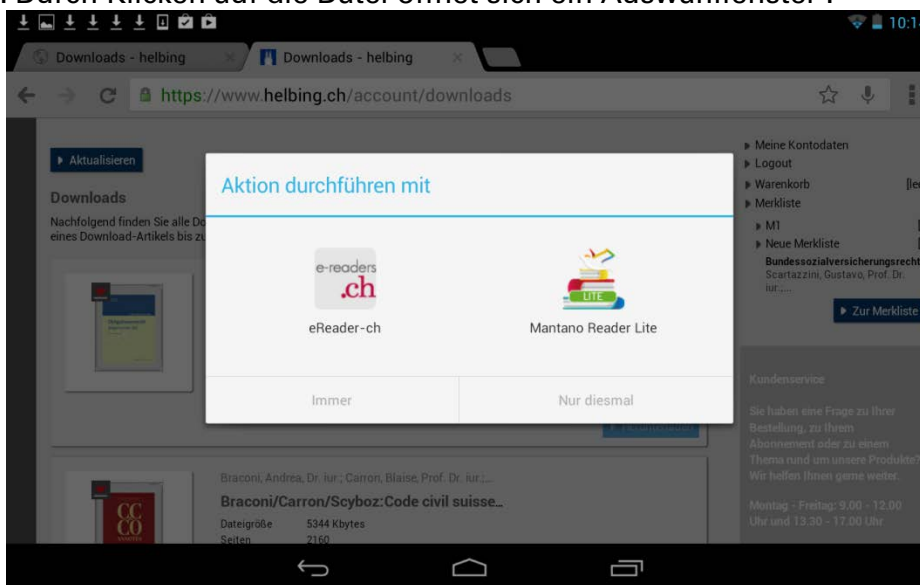 ! Durch Klicken auf die Datei öffnet sich ein Auswahlfenster :
10:1
Downloads - helbing
Downloads - helbing
https://www.helbing.ch/account/downloads
Aktualisieren
Downloads
Nachfolgend finden Sie alle Do
eines Download-Artikels bis zu
Aktion durchführen mit
e-readers
.ch
eReader-ch
LITE
Mantano Reader Lite
Immer
Nur diesmal
Herunterladen
Braconi, Andrea, Dr. iur.; Carron, Blaise, Prof. Dr. iur.;...
Braconi/Carron/Scyboz:Code civil suisse...
Dateigröße 5344 Kbytes
Seiten 2160
CC
CO
Meine Kontodaten
Logout
Warenkorb [lee
Merkliste
M1 [
Neue Merkliste [
Bundessozialversicherungsrecht
Scartazzini, Gustavo, Prof. Dr.
iur.;...
Zur Merkliste
Kundenservice
Sie haben eine Frage zu Ihrer
Bestellung, zu Ihrem
Abonnement oder zu einem
Thema rund um unsere Produkte?
Wir helfen Ihnen gerne weiter.
Montag - Freitag: 9.00 - 12.00
Uhr und 13.30 - 17.00 Uhr